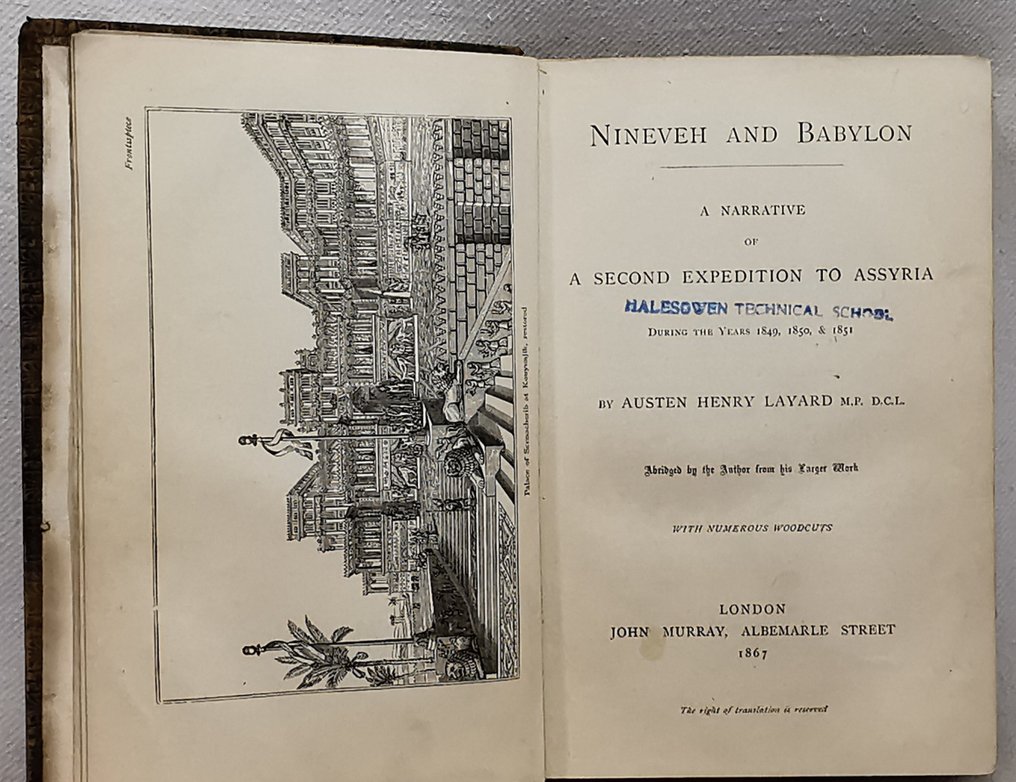 Frontispiece
Palace of Sennacherib at Kouyunjik, restored
NINEVEH AND BABYLON
A NARRATIVE
OF
A SECOND EXPEDITION TO ASSYRIA
HALESOWEN TECHNICAL SCHOOL
DURING THE YEARS 1849, 1850, & 1851
BY AUSTEN HENRY LAYARD M.P. D.C.L.
Abridged by the Author from his Larger Work
WITH NUMEROUS WOODCUTS
LONDON
JOHN MURRAY, ALBEMARLE STREET
1867
The right of translation is reserved